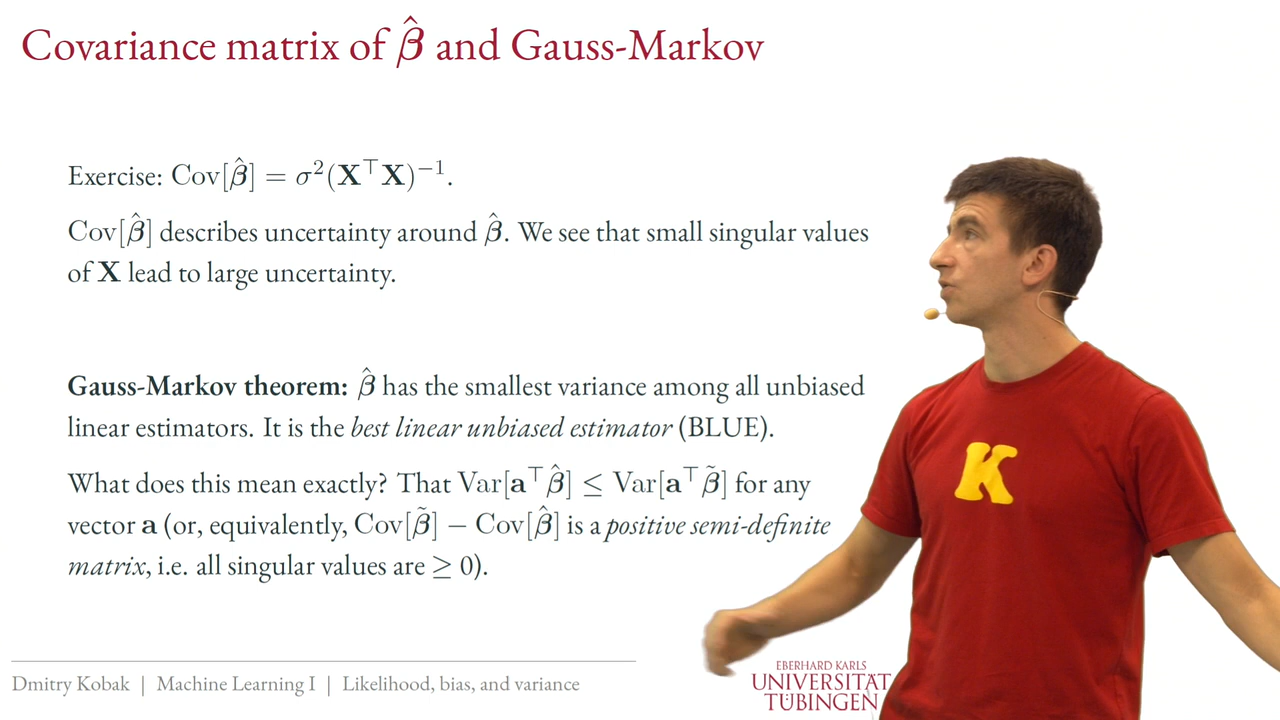 Covariance matrix of β̂ and Gauss-Markov
Exercise: Cov[β̂] = σ²(X⊤X)⁻¹.
Cov[β̂] describes uncertainty around β̂. We see that small singular values
of X lead to large uncertainty.
Gauss-Markov theorem: β̂ has the smallest variance among all unbiased
linear estimators. It is the best linear unbiased estimator (BLUE).
What does this mean exactly? That Var[a⊤β̂] ≤ Var[a⊤β̃] for any
vector a (or, equivalently, Cov[β̃] − Cov[β̂] is a positive semi-definite
matrix, i.e. all singular values are ≥ 0).
K
Dmitry Kobak | Machine Learning I | Likelihood, bias, and variance
EBERHARD KARLS
UNIVERSITÄT
TÜBINGEN